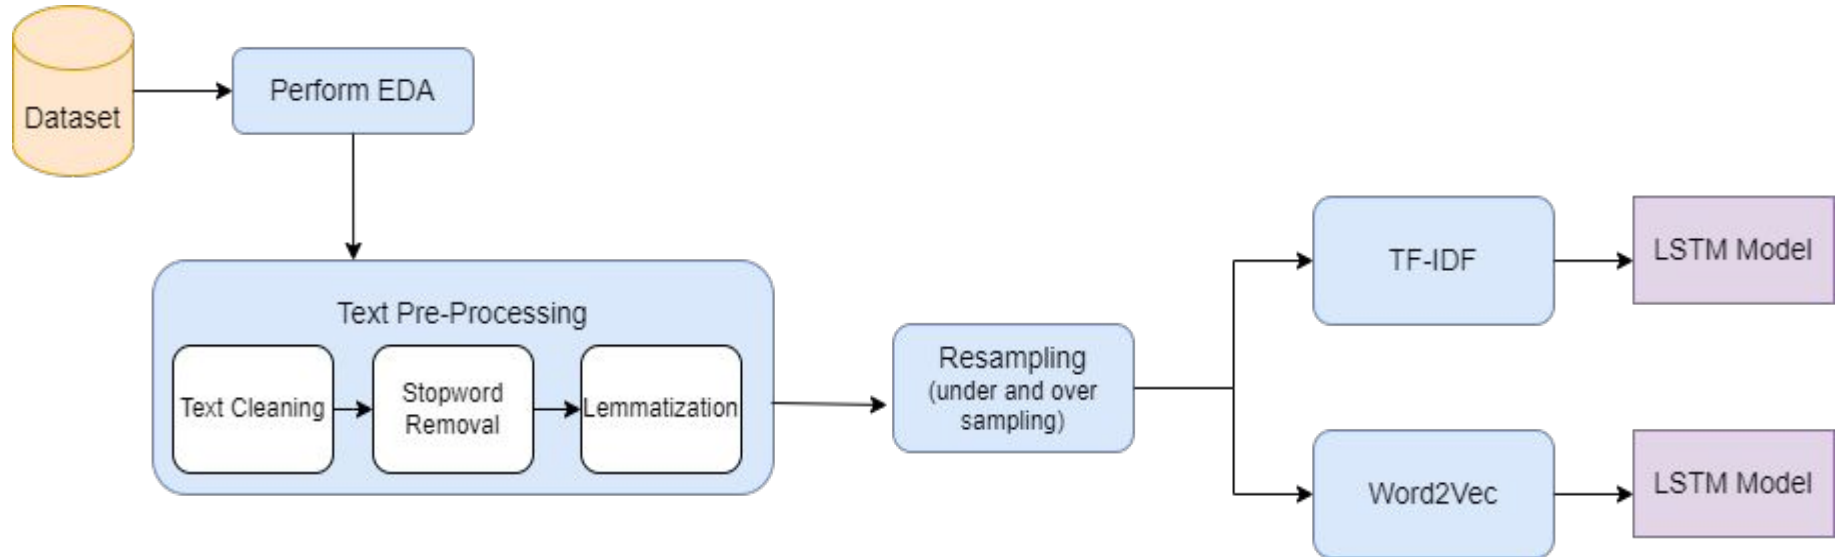 Dataset
Perform EDA
Text Pre-Processing
Text Cleaning
Stopword
Removal
Lemmatization
Resampling
(under and over
sampling)
TF-IDF
LSTM Model
Word2Vec
LSTM Model